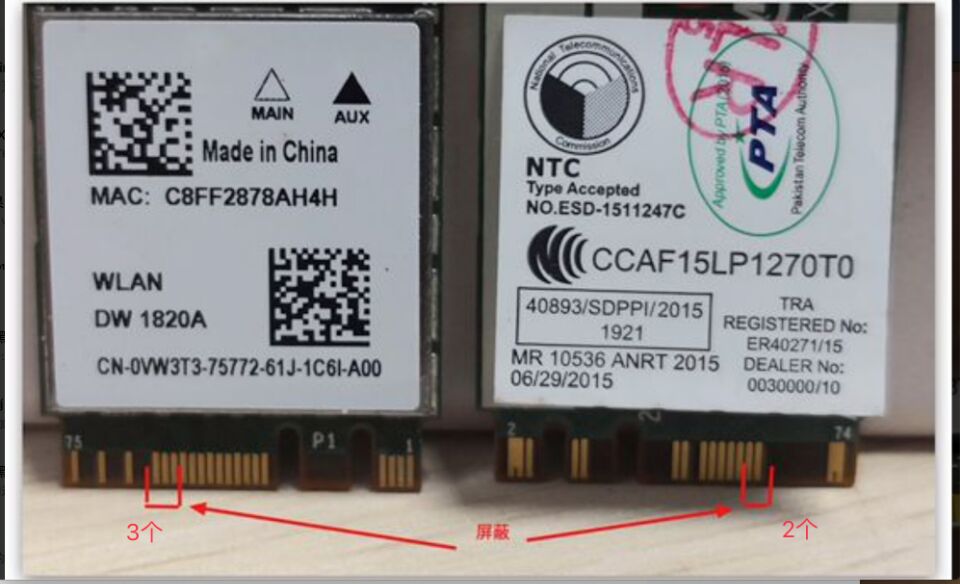 MAIN
AUX
Made in China
MAC: C8FF2878AH4H
WLAN
DW 1820A
CN-0VW3T3-75772-61J-1C6I-A00
75
P1
1
National Telecommunications
Commission
NTC
Type Accepted
NO.ESD-1511247C
Approved by PTA
PTA
Pakistan Telecom Authority
CCAF15LP1270T0
40893/SDPPI/2015
1921
MR 10536 ANRT 2015
06/29/2015
TRA
REGISTERED No:
ER40271/15
DEALER No:
0030000/10
2
74
3个
屏蔽
2个